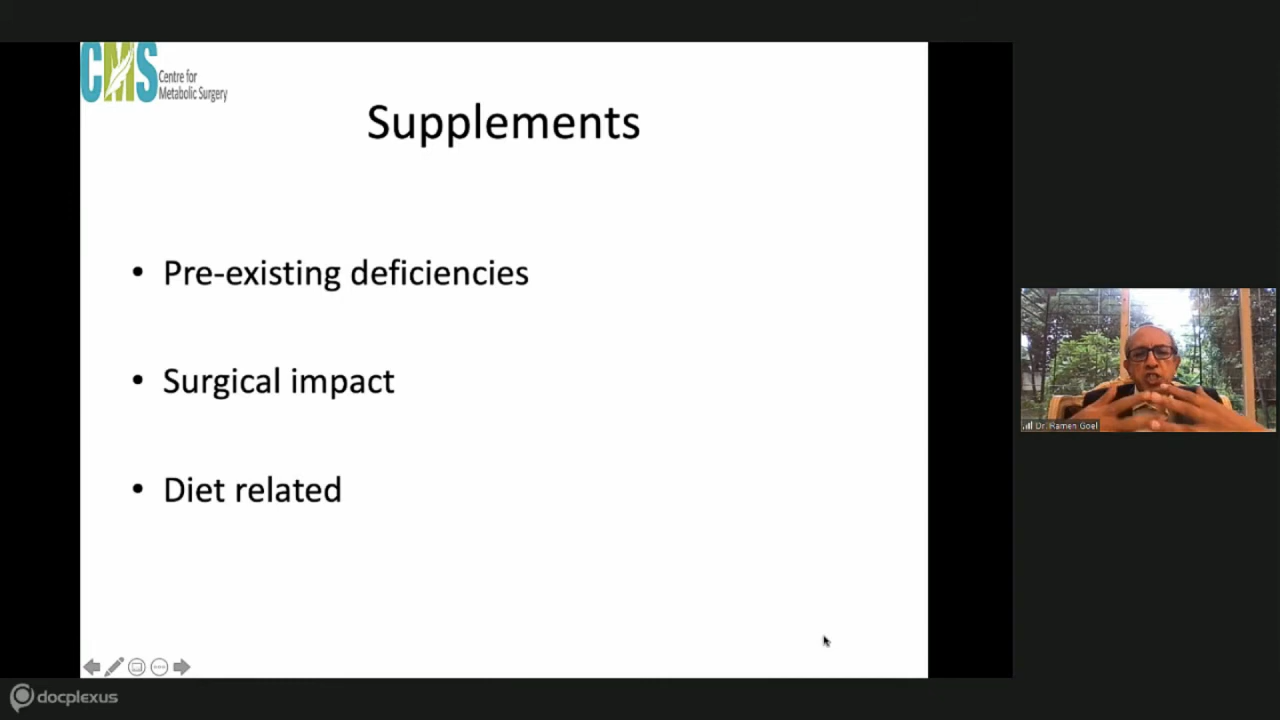 CMS Centre for
Metabolic Surgery
Supplements
• Pre-existing deficiencies
• Surgical impact
• Diet related
Dr. Ramen Goel
docplexus